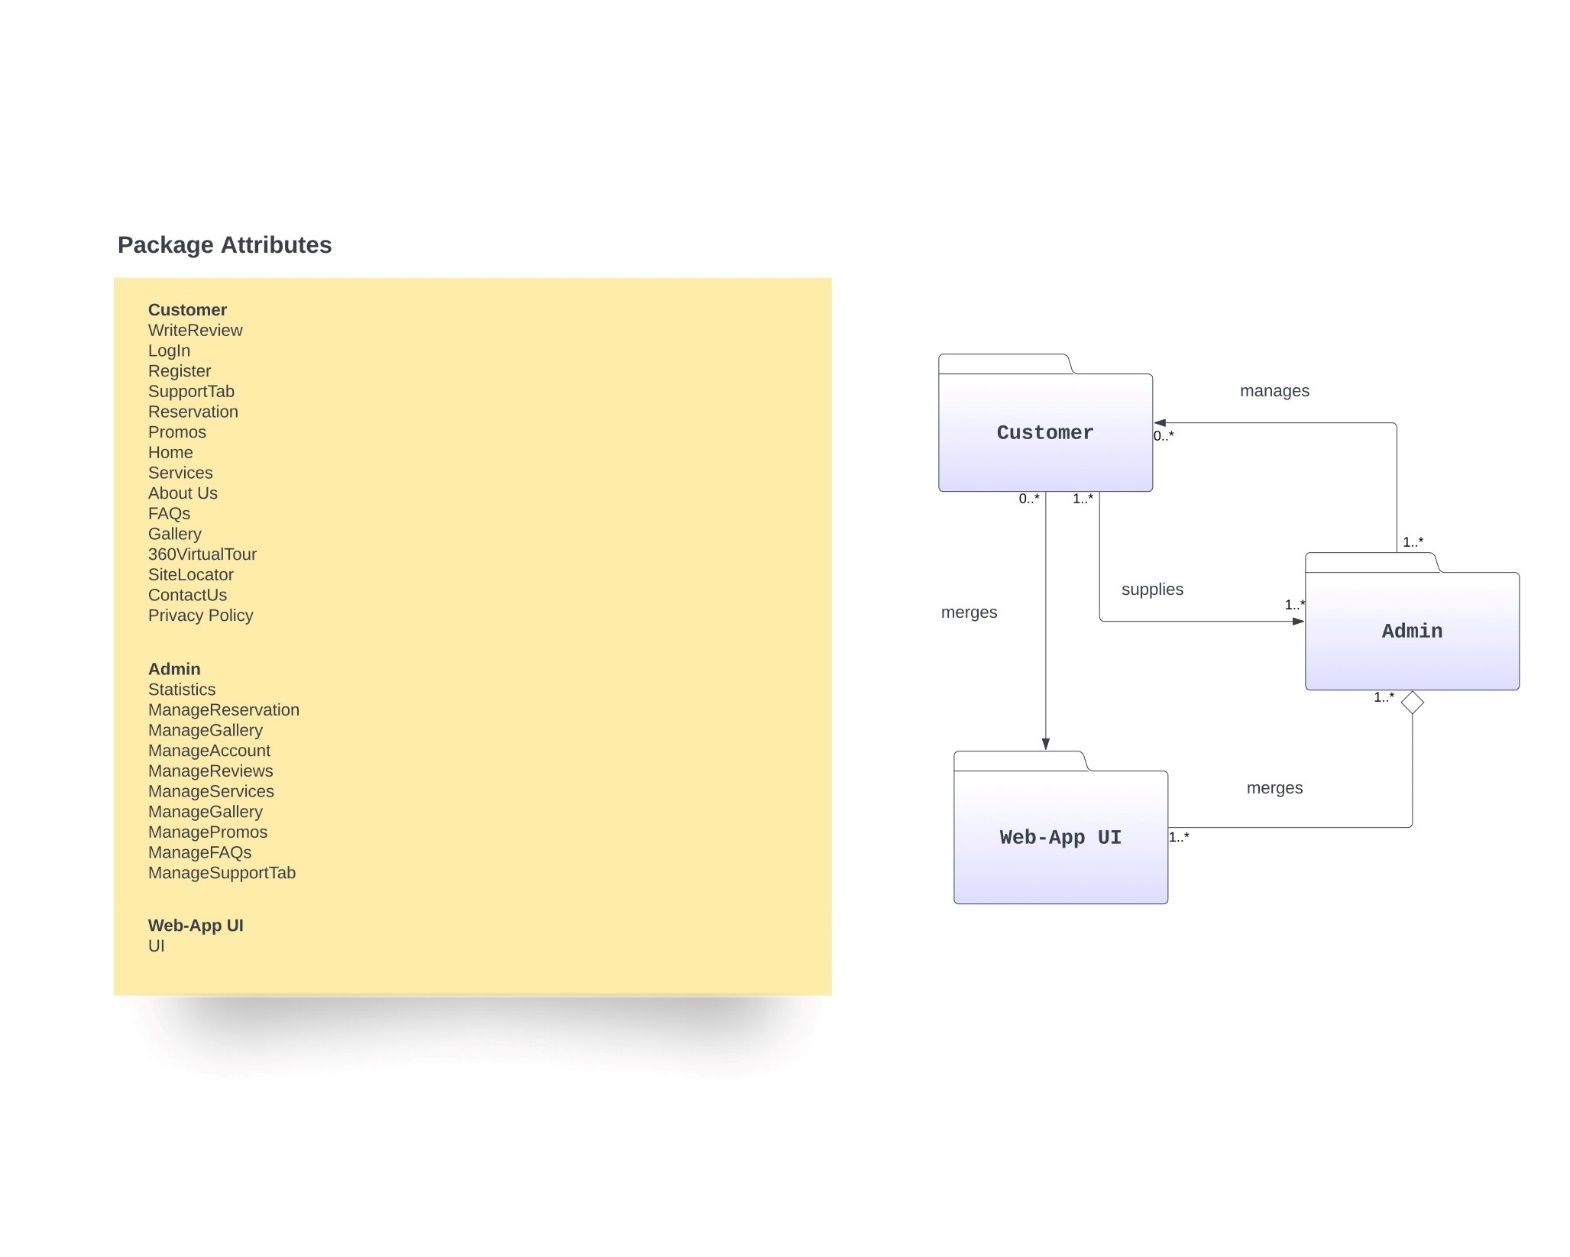 Package Attributes
Customer
WriteReview
LogIn
Register
SupportTab
Reservation
Promos
Home
Services
About Us
FAQs
Gallery
360VirtualTour
SiteLocator
ContactUs
Privacy Policy
Admin
Statistics
ManageReservation
ManageGallery
ManageAccount
ManageReviews
ManageServices
ManageGallery
ManagePromos
ManageFAQs
ManageSupportTab
Web-App UI
UI
manages
Customer
0..*
0..*
1..*
1..*
supplies
1..*
merges
Admin
1..*
merges
Web-App UI
1..*